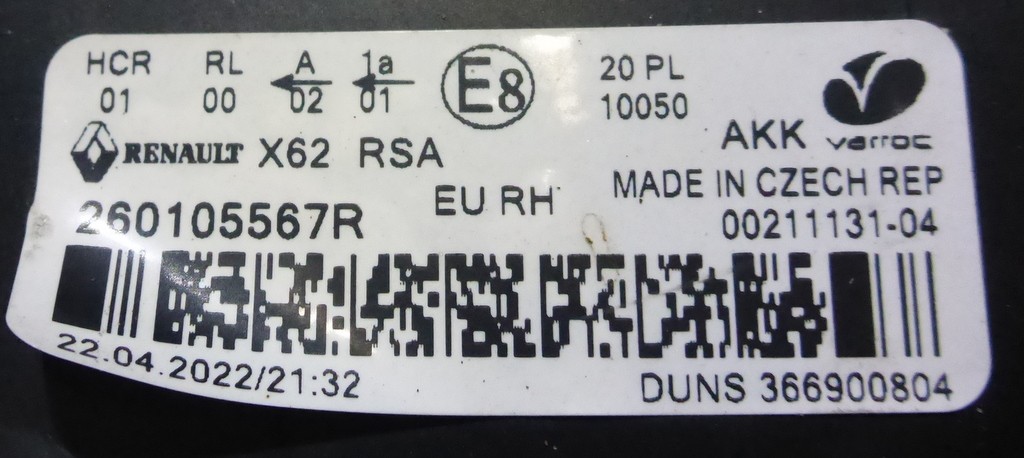 HCR RL A 1a E8 20 PL
01 00 02 01 10050
RENAULT X62 RSA AKK varroc
260105567R EU RH MADE IN CZECH REP
00211131-04
22.04.2022/21:32 DUNS 366900804